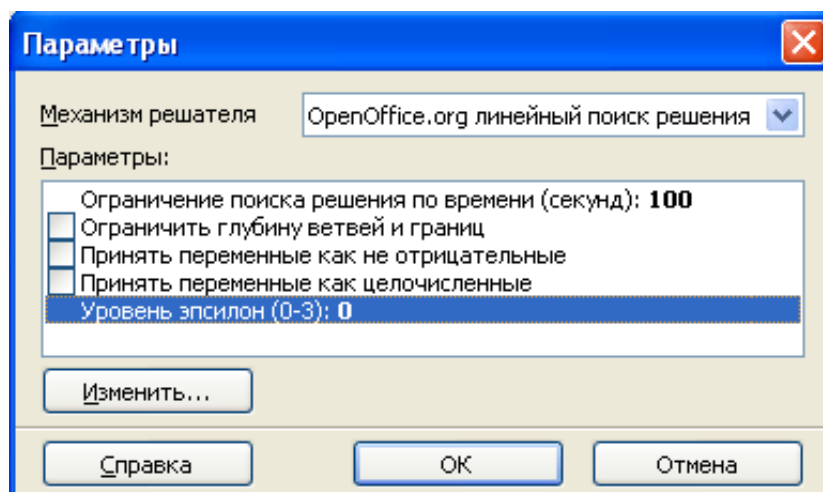 Параметры
Механизм решателя OpenOffice.org линейный поиск решения
Параметры:
Ограничение поиска решения по времени (секунд): 100
Ограничить глубину ветвей и границ
Принять переменные как не отрицательные
Принять переменные как целочисленные
Уровень эпсилон (0-3): 0
Изменить...
Справка ОК Отмена